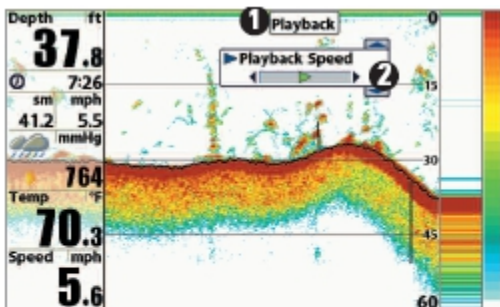 Depth ft
37.8
7:26
sm mph
41.2 5.5
mmHg
764
Temp °F
70.3
Speed mph
5.6
1 Playback
Playback Speed
2
0
15
30
45
60